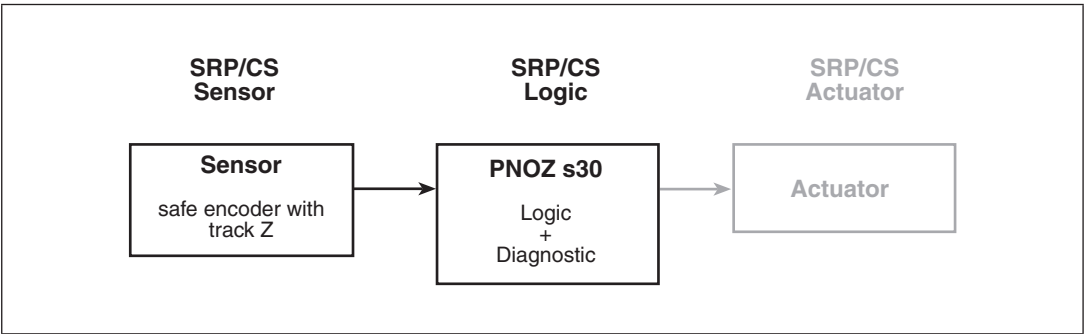 SRP/CS
Sensor
SRP/CS
Logic
SRP/CS
Actuator
Sensor
safe encoder with
track Z
PNOZ s30
Logic
+
Diagnostic
Actuator